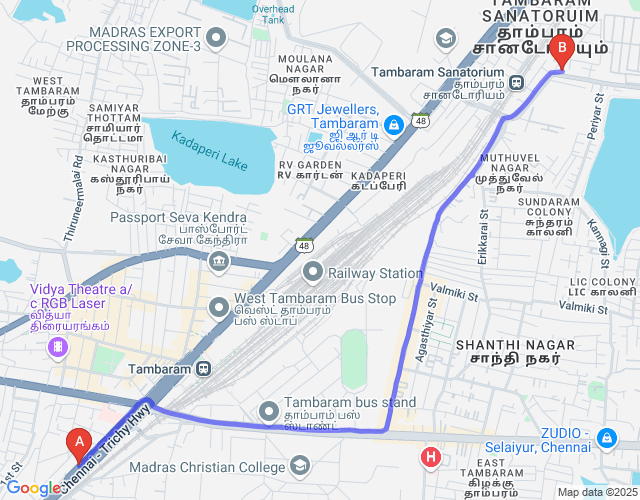 Overhead
Tank
TAMBARAM
SANATORUIM
தாம்பரம்
சானடோரியும்
MADRAS EXPORT
PROCESSING ZONE-3
MOULANA
NAGAR
மௌலானா
நகர்
Tambaram Sanatorium
தாம்பரம்
சானடோரியம்
B
WEST
TAMBARAM
தாம்பரம்
மேற்கு
SAMIYAR
THOTTAM
சாமியார்
தொட்டமா
GRT Jewellers,
Tambaram
ஜி ஆர் டி
ஜூவல்லர்ஸ்
48
Periyar St
Kadaperi Lake
KASTHURIBAI
NAGAR
கஸ்தூரிபாய்
நகர்
RV GARDEN
RV கார்டன்
KADAPERI
கடப்பேரி
MUTHUVEL
NAGAR
முத்துவேல்
நகர்
Thiruneermalai Rd
SUNDARAM
COLONY
சுந்தரம்
காலனி
Passport Seva Kendra
பாஸ்போர்ட்
சேவா கேந்திரா
Erikkarai St
Kannagi St
48
Railway Station
Vidya Theatre a/
c RGB Laser
வித்யா
திரையரங்கம்
West Tambaram Bus Stop
வெஸ்ட் தாம்பரம்
பஸ் ஸ்டாப்
Valmiki St
Valmiki St
LIC COLONY
LIC காலனி
Agasthiyar St
SHANTHI NAGAR
சாந்தி நகர்
Tambaram
Tambaram bus stand
தாம்பரம் பஸ்
ஸ்டாண்ட்
A
Chennai - Trichy Hwy
1st St
ZUDIO -
Selaiyur, Chennai
H
Madras Christian College
EAST
TAMBARAM
கிழக்கு
தாம்பரம்
Google
Map data ©2025